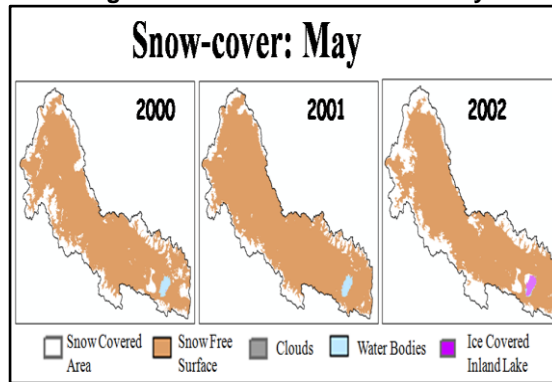 Snow-cover: May
2000
2001
2002
Snow Covered Area
Snow Free Surface
Clouds
Water Bodies
Ice Covered Inland Lake